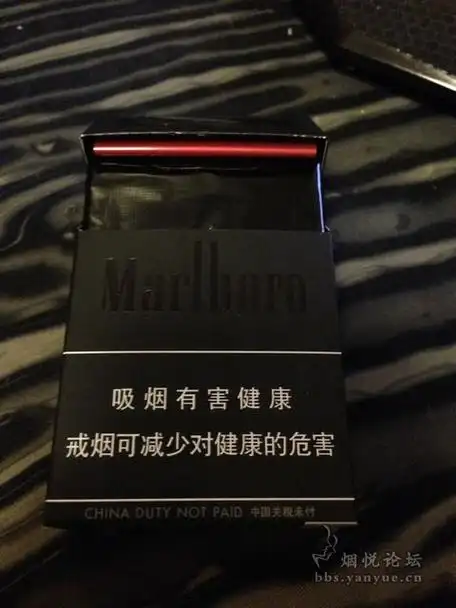 Marlboro
吸烟有害健康
戒烟可减少对健康的危害
CHINA DUTY NOT PAID 中国关税未付
烟悦论坛
bbs.yanyue.cn